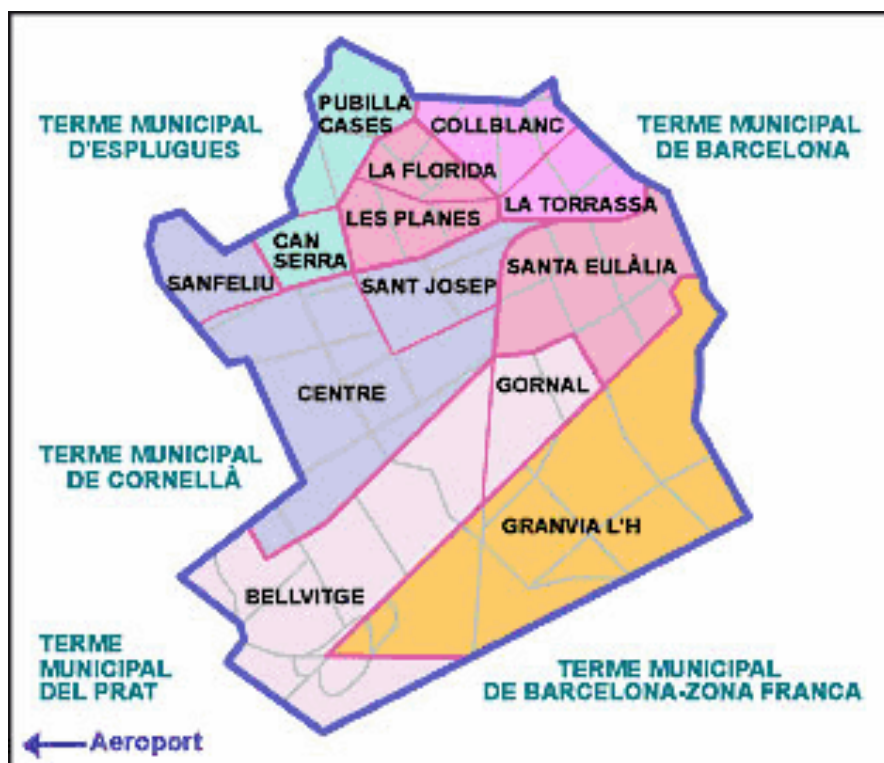 PUBILLA
CASES
COLLBLANC
TERME MUNICIPAL
D'ESPLUGUES
TERME MUNICIPAL
DE BARCELONA
LA FLORIDA
LES PLANES
LA TORRASSA
CAN
SERRA
SANFELIU
SANT JOSEP
SANTA EULÀLIA
CENTRE
GORNAL
TERME MUNICIPAL
DE CORNELLÀ
GRANVIA L'H
BELLVITGE
TERME
MUNICIPAL
DEL PRAT
TERME MUNICIPAL
DE BARCELONA-ZONA FRANCA
Aeroport